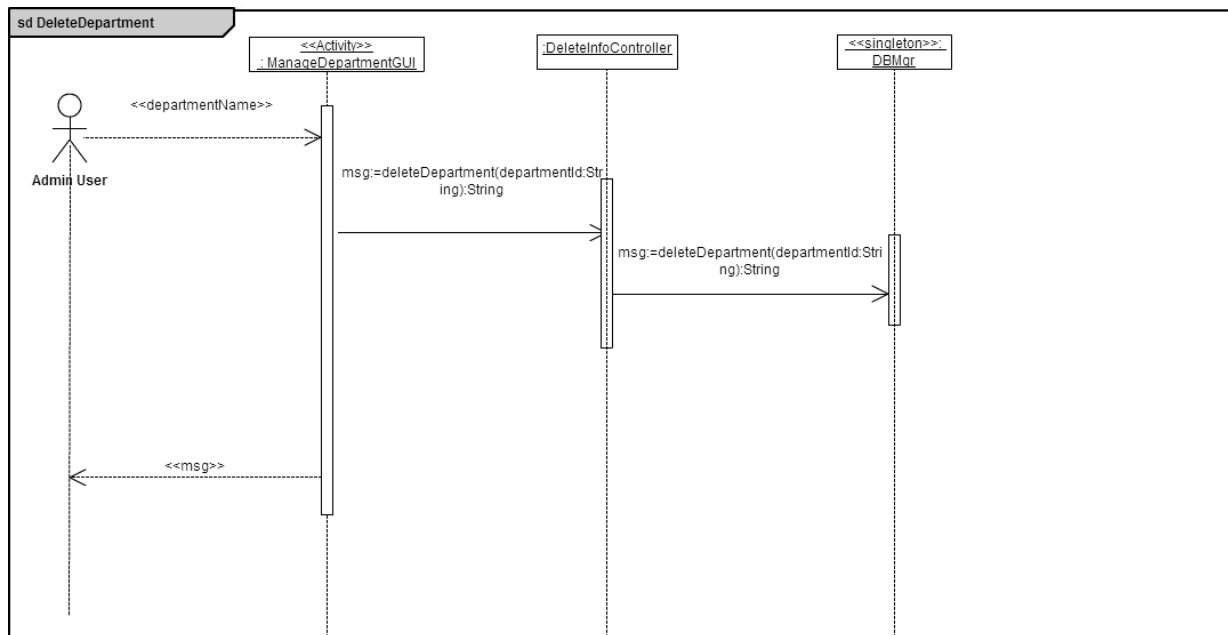 sd DeleteDepartment
<<Activity>>
: ManageDepartmentGUI
:DeleteInfoController
<<singleton>>:
DBMgr
<<departmentName>>
Admin User
msg:=deleteDepartment(departmentId:Str
ing):String
msg:=deleteDepartment(departmentId:Stri
ng):String
<<msg>>